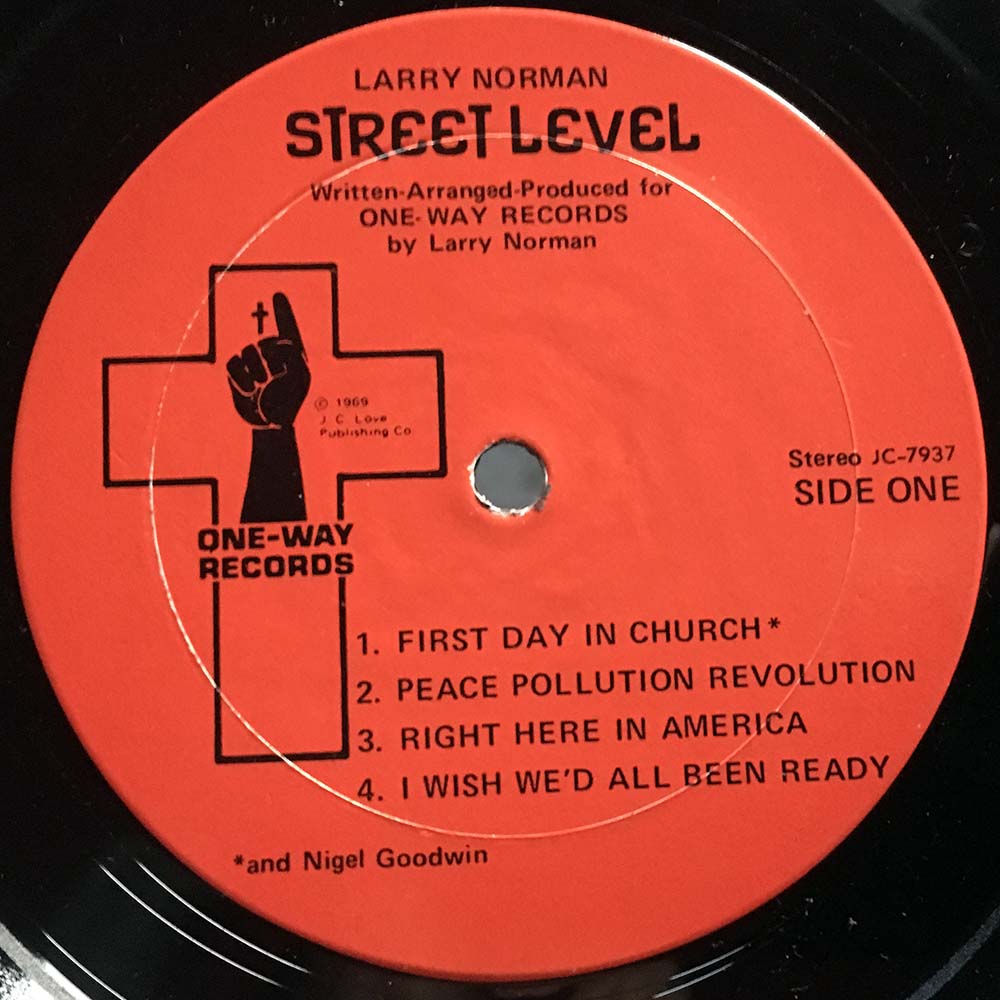 LARRY NORMAN
STREET LEVEL
Written-Arranged-Produced for
ONE-WAY RECORDS
by Larry Norman
© 1969
J C Love
Publishing Co
Stereo JC-7937
SIDE ONE
ONE-WAY
RECORDS
1. FIRST DAY IN CHURCH*
2. PEACE POLLUTION REVOLUTION
3. RIGHT HERE IN AMERICA
4. I WISH WE'D ALL BEEN READY
*and Nigel Goodwin